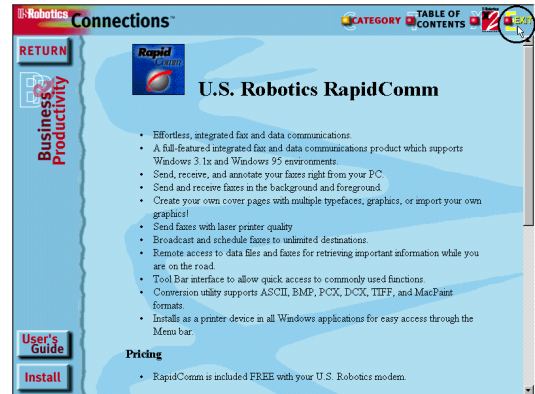 U.S. Robotics Connections™
CATEGORY TABLE OF CONTENTS X2 EXIT
RETURN
Business & Productivity
Rapid Comm
U.S. Robotics RapidComm
• Effortless, integrated fax and data communications.
• A full-featured integrated fax and data communications product which supports
Windows 3.1x and Windows 95 environments.
• Send, receive, and annotate your faxes right from your PC.
• Send and receive faxes in the background and foreground.
• Create your own cover pages with multiple typefaces, graphics, or import your own
graphics!
• Send faxes with laser printer quality
• Broadcast and schedule faxes to unlimited destinations.
• Remote access to data files and faxes for retrieving important information while you
are on the road.
• Tool Bar interface to allow quick access to commonly used functions.
• Conversion utility supports ASCII, BMP, PCX, DCX, TIFF, and MacPaint
formats.
• Installs as a printer device in all Windows applications for easy access through the
Menu bar.
User's
Guide
Pricing
Install
• RapidComm is included FREE with your U.S. Robotics modem.